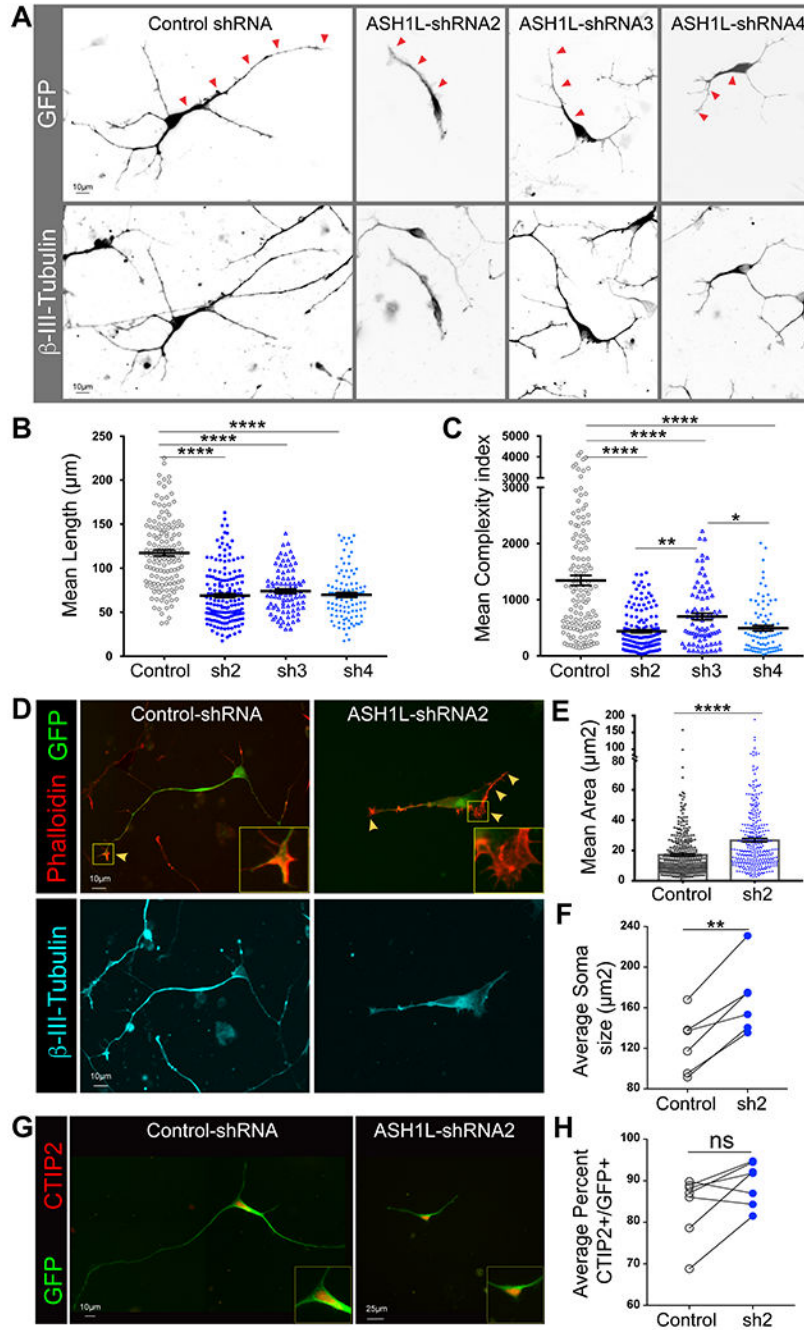 A
Control shRNA
ASH1L-shRNA2
ASH1L-shRNA3
ASH1L-shRNA4
GFP
10µm
β-III-Tubulin
10µm
B
****
****
****
Mean Length (µm)
250
200
150
100
50
0
Control sh2 sh3 sh4
C
****
****
****
**
*
Mean Complexity index
5000
4000
3000
2000
1000
0
Control sh2 sh3 sh4
D
Control-shRNA
ASH1L-shRNA2
Phalloidin GFP
10µm
β-III-Tubulin
10µm
E
****
Mean Area (µm2)
200
150
100
80
60
40
20
0
Control sh2
F
**
Average Soma
size (µm2)
240
200
160
120
80
Control sh2
G
Control-shRNA
ASH1L-shRNA2
GFP CTIP2
10µm
25µm
H
ns
Average Percent
CTIP2+/GFP+
100
90
80
70
60
Control sh2